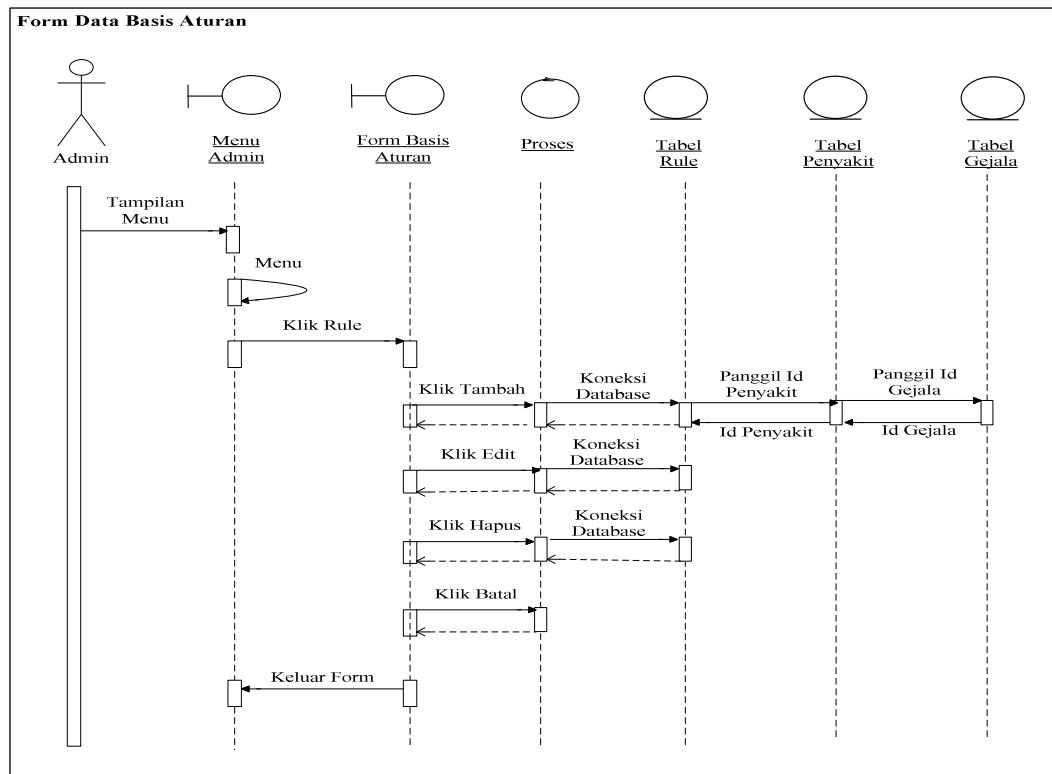 Form Data Basis Aturan
Admin
Menu
Admin
Form Basis
Aturan
Proses
Tabel
Rule
Tabel
Penyakit
Tabel
Gejala
Tampilan
Menu
Menu
Klik Rule
Klik Tambah
Koneksi
Database
Panggil Id
Penyakit
Panggil Id
Gejala
Id Penyakit
Id Gejala
Klik Edit
Koneksi
Database
Klik Hapus
Koneksi
Database
Klik Batal
Keluar Form